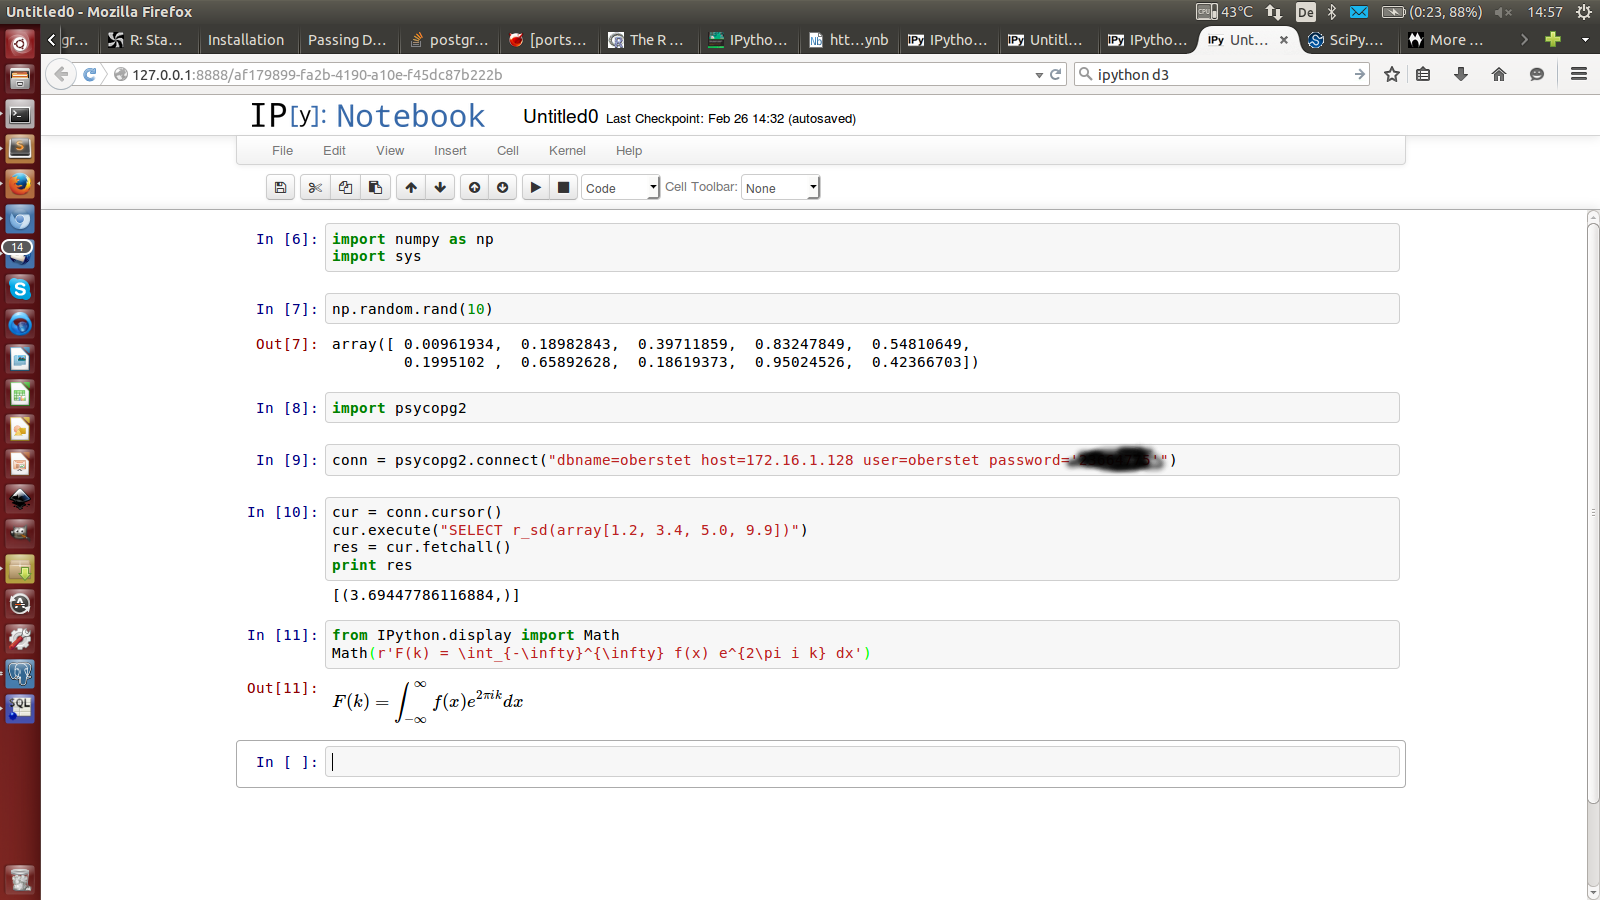 Untitled0 - Mozilla Firefox
43°C De (0:23, 88%) 14:57
gr... R: Sta... Installation Passing D... postgr... [ports... The R ... IPytho... htt...ynb IPytho... Untitl... IPytho... Unt... SciPy.... More ...
127.0.0.1:8888/af179899-fa2b-4190-a10e-f45dc87b222b ipython d3
IP[y]: Notebook Untitled0 Last Checkpoint: Feb 26 14:32 (autosaved)
File Edit View Insert Cell Kernel Help
Code Cell Toolbar: None
In [6]: import numpy as np
import sys
In [7]: np.random.rand(10)
Out[7]: array([ 0.00961934, 0.18982843, 0.39711859, 0.83247849, 0.54810649,
0.1995102 , 0.65892628, 0.18619373, 0.95024526, 0.42366703])
In [8]: import psycopg2
In [9]: conn = psycopg2.connect("dbname=oberstet host=172.16.1.128 user=oberstet password='")
In [10]: cur = conn.cursor()
cur.execute("SELECT r_sd(array[1.2, 3.4, 5.0, 9.9])")
res = cur.fetchall()
print res
[(3.69447786116884,)]
In [11]: from IPython.display import Math
Math(r'F(k) = \int_{-\infty}^{\infty} f(x) e^{2\pi i k} dx')
Out[11]: F(k) = ∫_{−∞}^{∞} f(x)e^{2πik}dx
In [ ]:
14
SQL